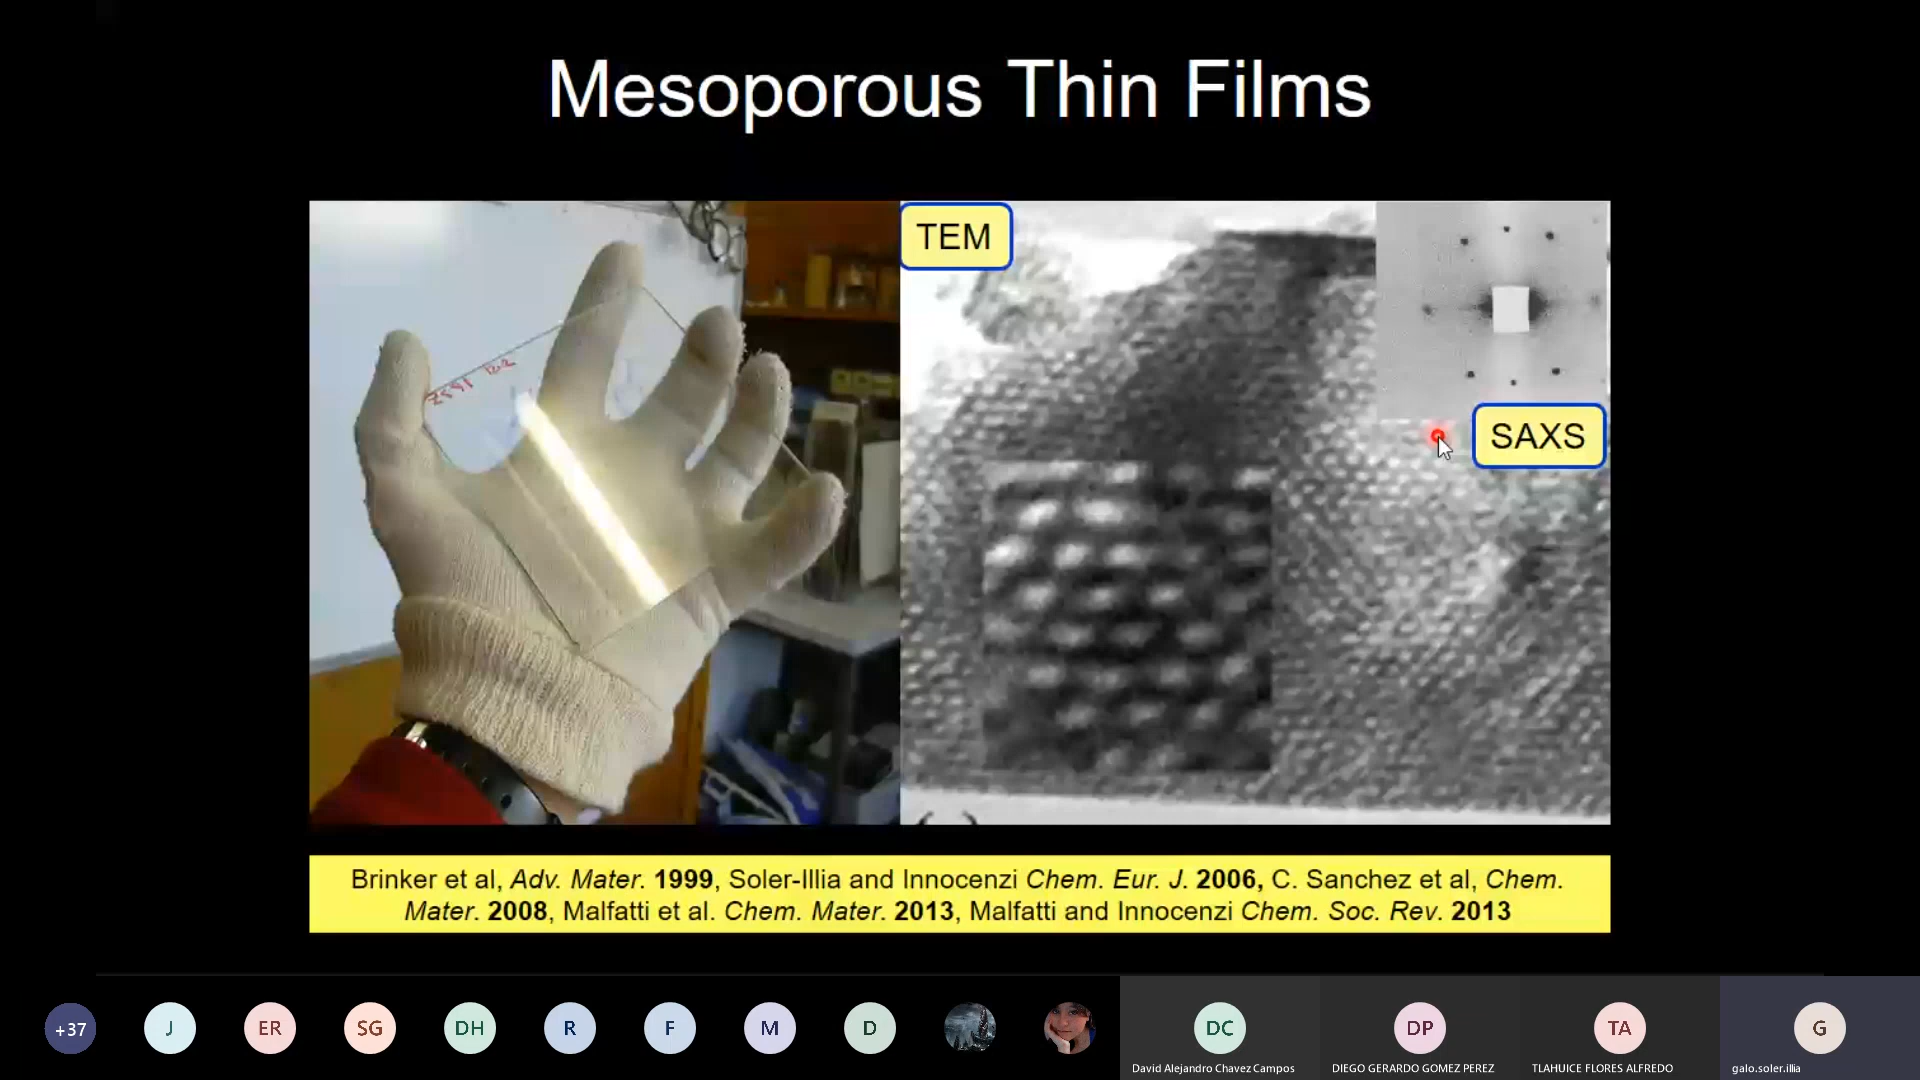 Mesoporous Thin Films
TEM
SAXS
Brinker et al, Adv. Mater. 1999, Soler-Illia and Innocenzi Chem. Eur. J. 2006, C. Sanchez et al, Chem.
Mater. 2008, Malfatti et al. Chem. Mater. 2013, Malfatti and Innocenzi Chem. Soc. Rev. 2013
+37
J
ER
SG
DH
R
F
M
D
DC
DP
TA
G
David Alejandro Chavez Campos
DIEGO GERARDO GOMEZ PEREZ
TLAHUICE FLORES ALFREDO
galo.soler.illia